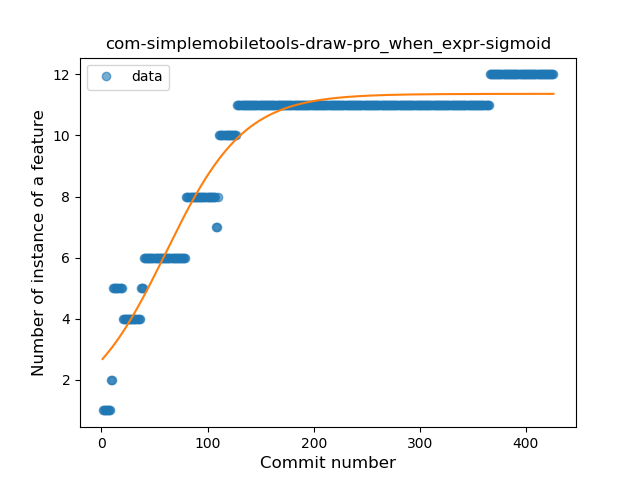 com-simplemobiletools-draw-pro_when_expr-sigmoid
data
Number of instance of a feature
12
10
8
6
4
2
0
100
200
300
400
Commit number